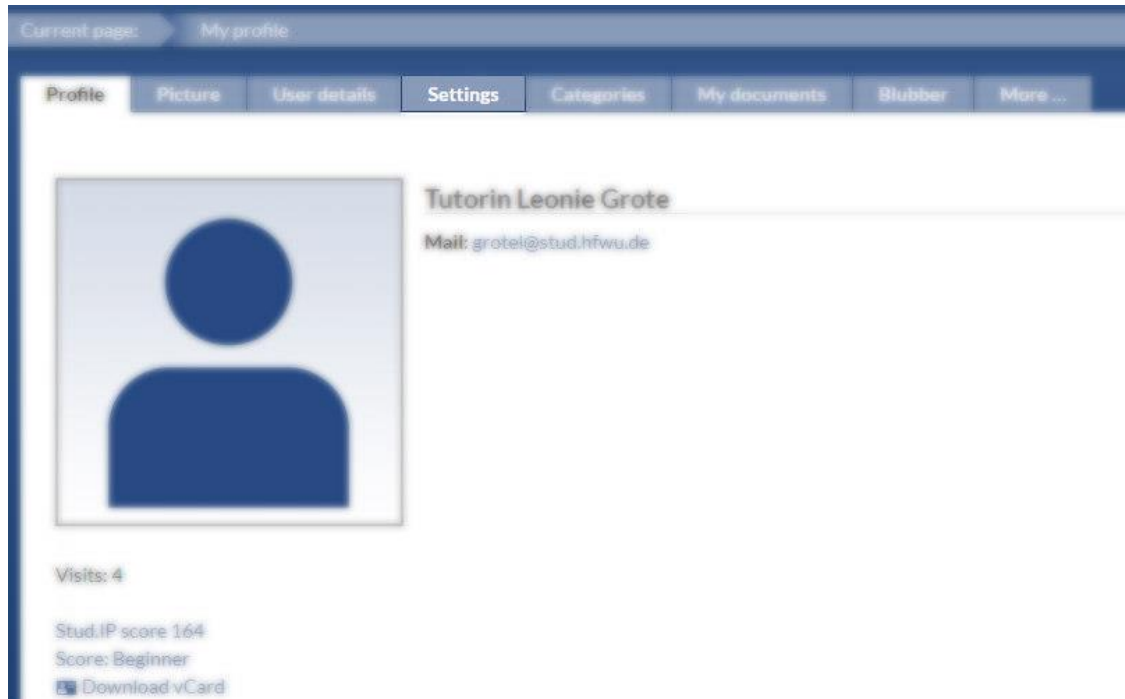 Current page: My profile
Profile Picture User details Settings Categories My documents Blubber More ...
Tutorin Leonie Grote
Mail: grotel@stud.hfwu.de
Visits: 4
Stud.IP score 164
Score: Beginner
Download vCard